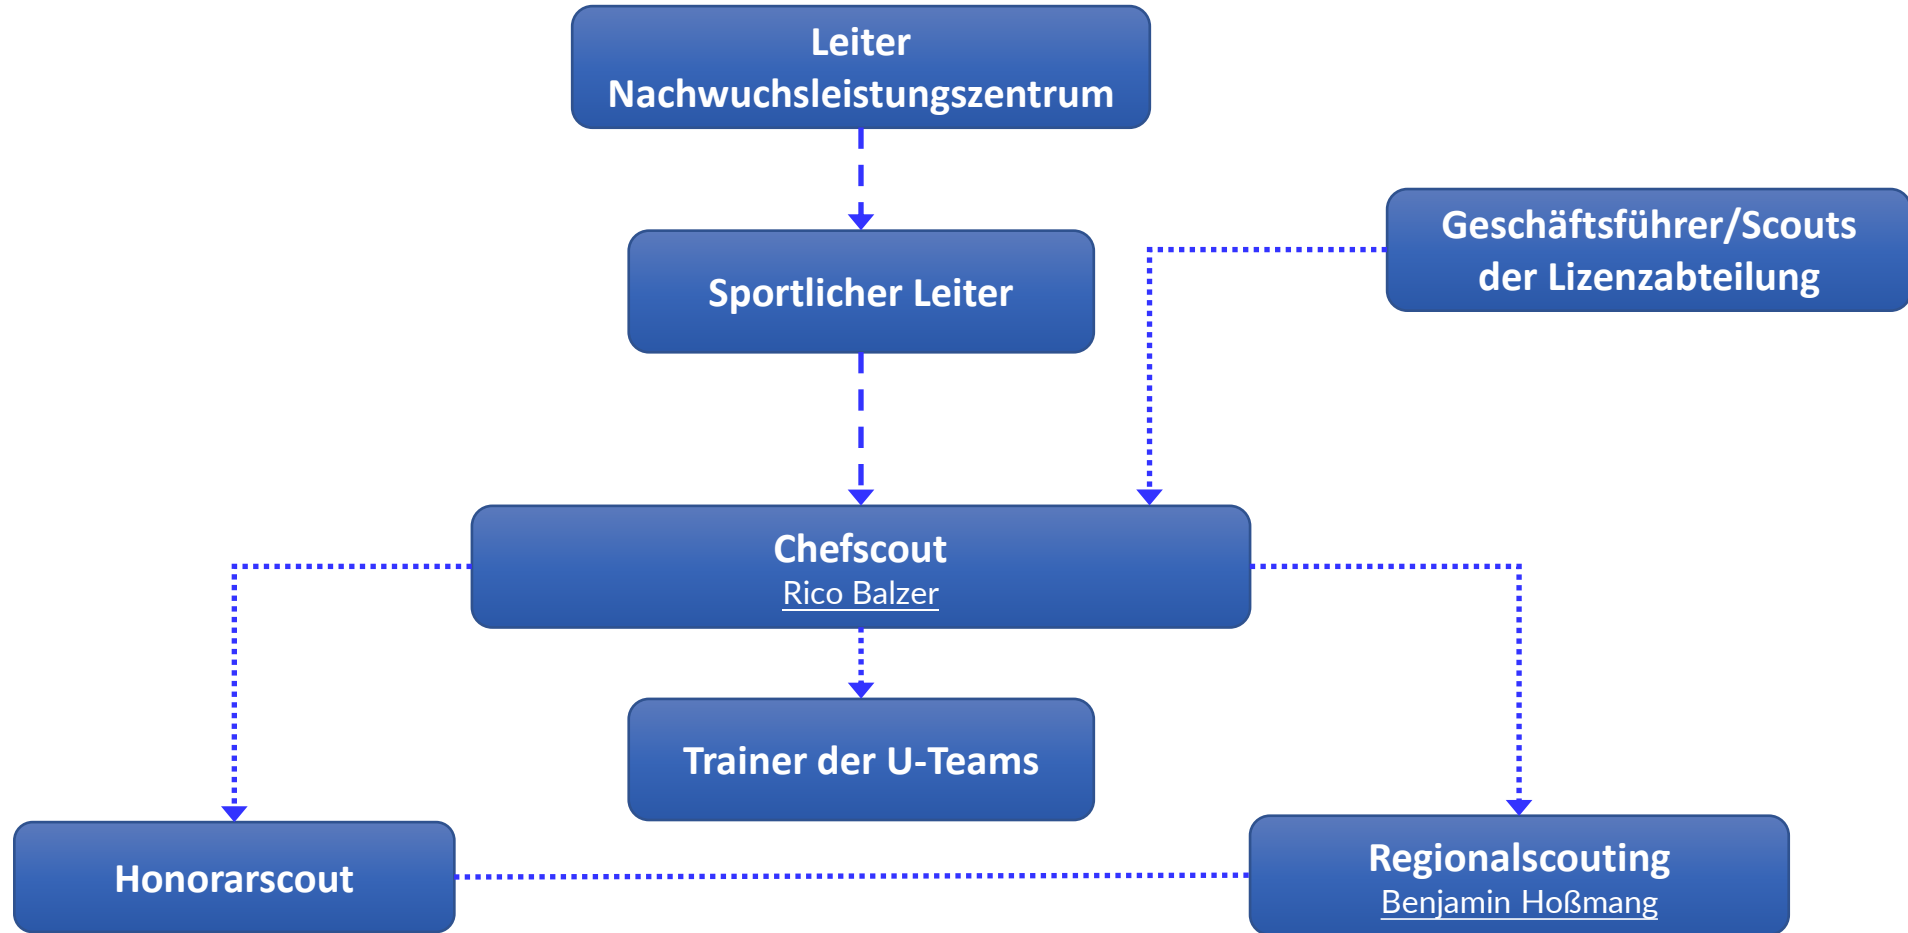 Leiter
Nachwuchsleistungszentrum
Geschäftsführer/Scouts
der Lizenzabteilung
Sportlicher Leiter
Chefscout
Rico Balzer
Trainer der U-Teams
Honorarscout
Regionalscouting
Benjamin Hoßmang